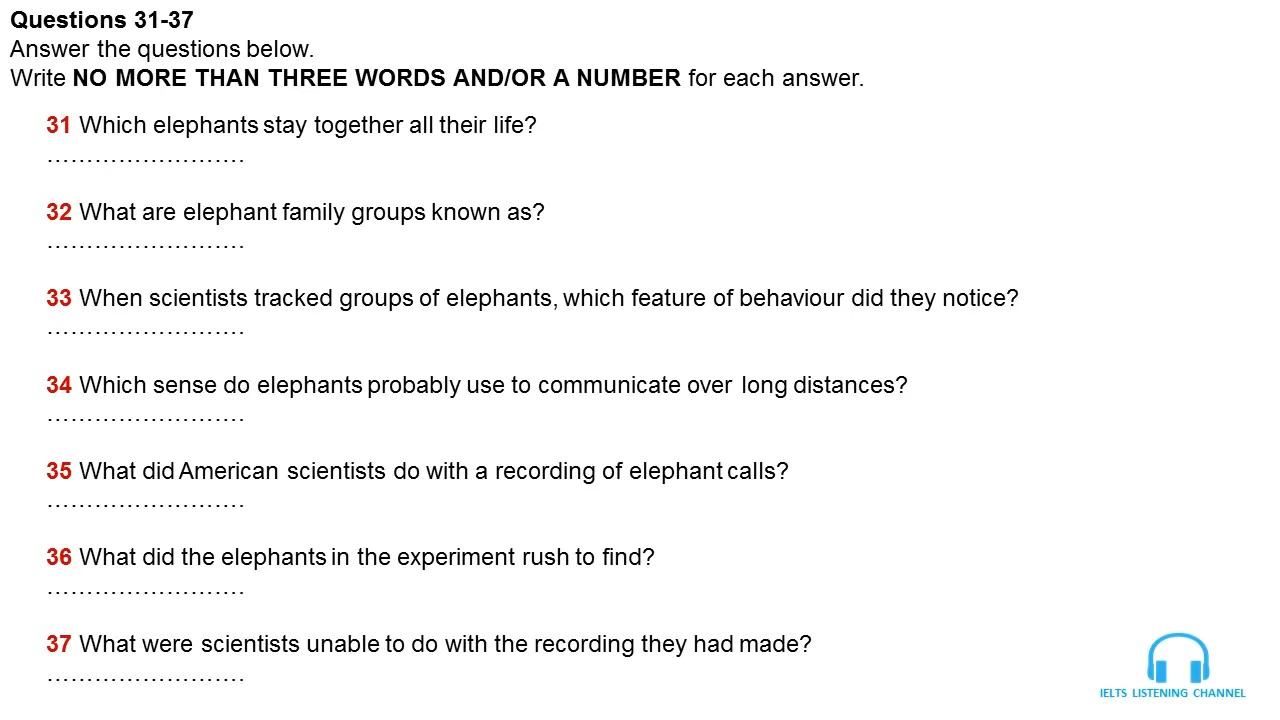 Questions 31-37
Answer the questions below.
Write NO MORE THAN THREE WORDS AND/OR A NUMBER for each answer.
31 Which elephants stay together all their life?
……………………
32 What are elephant family groups known as?
……………………
33 When scientists tracked groups of elephants, which feature of behaviour did they notice?
……………………
34 Which sense do elephants probably use to communicate over long distances?
……………………
35 What did American scientists do with a recording of elephant calls?
……………………
36 What did the elephants in the experiment rush to find?
……………………
37 What were scientists unable to do with the recording they had made?
……………………
IELTS LISTENING CHANNEL